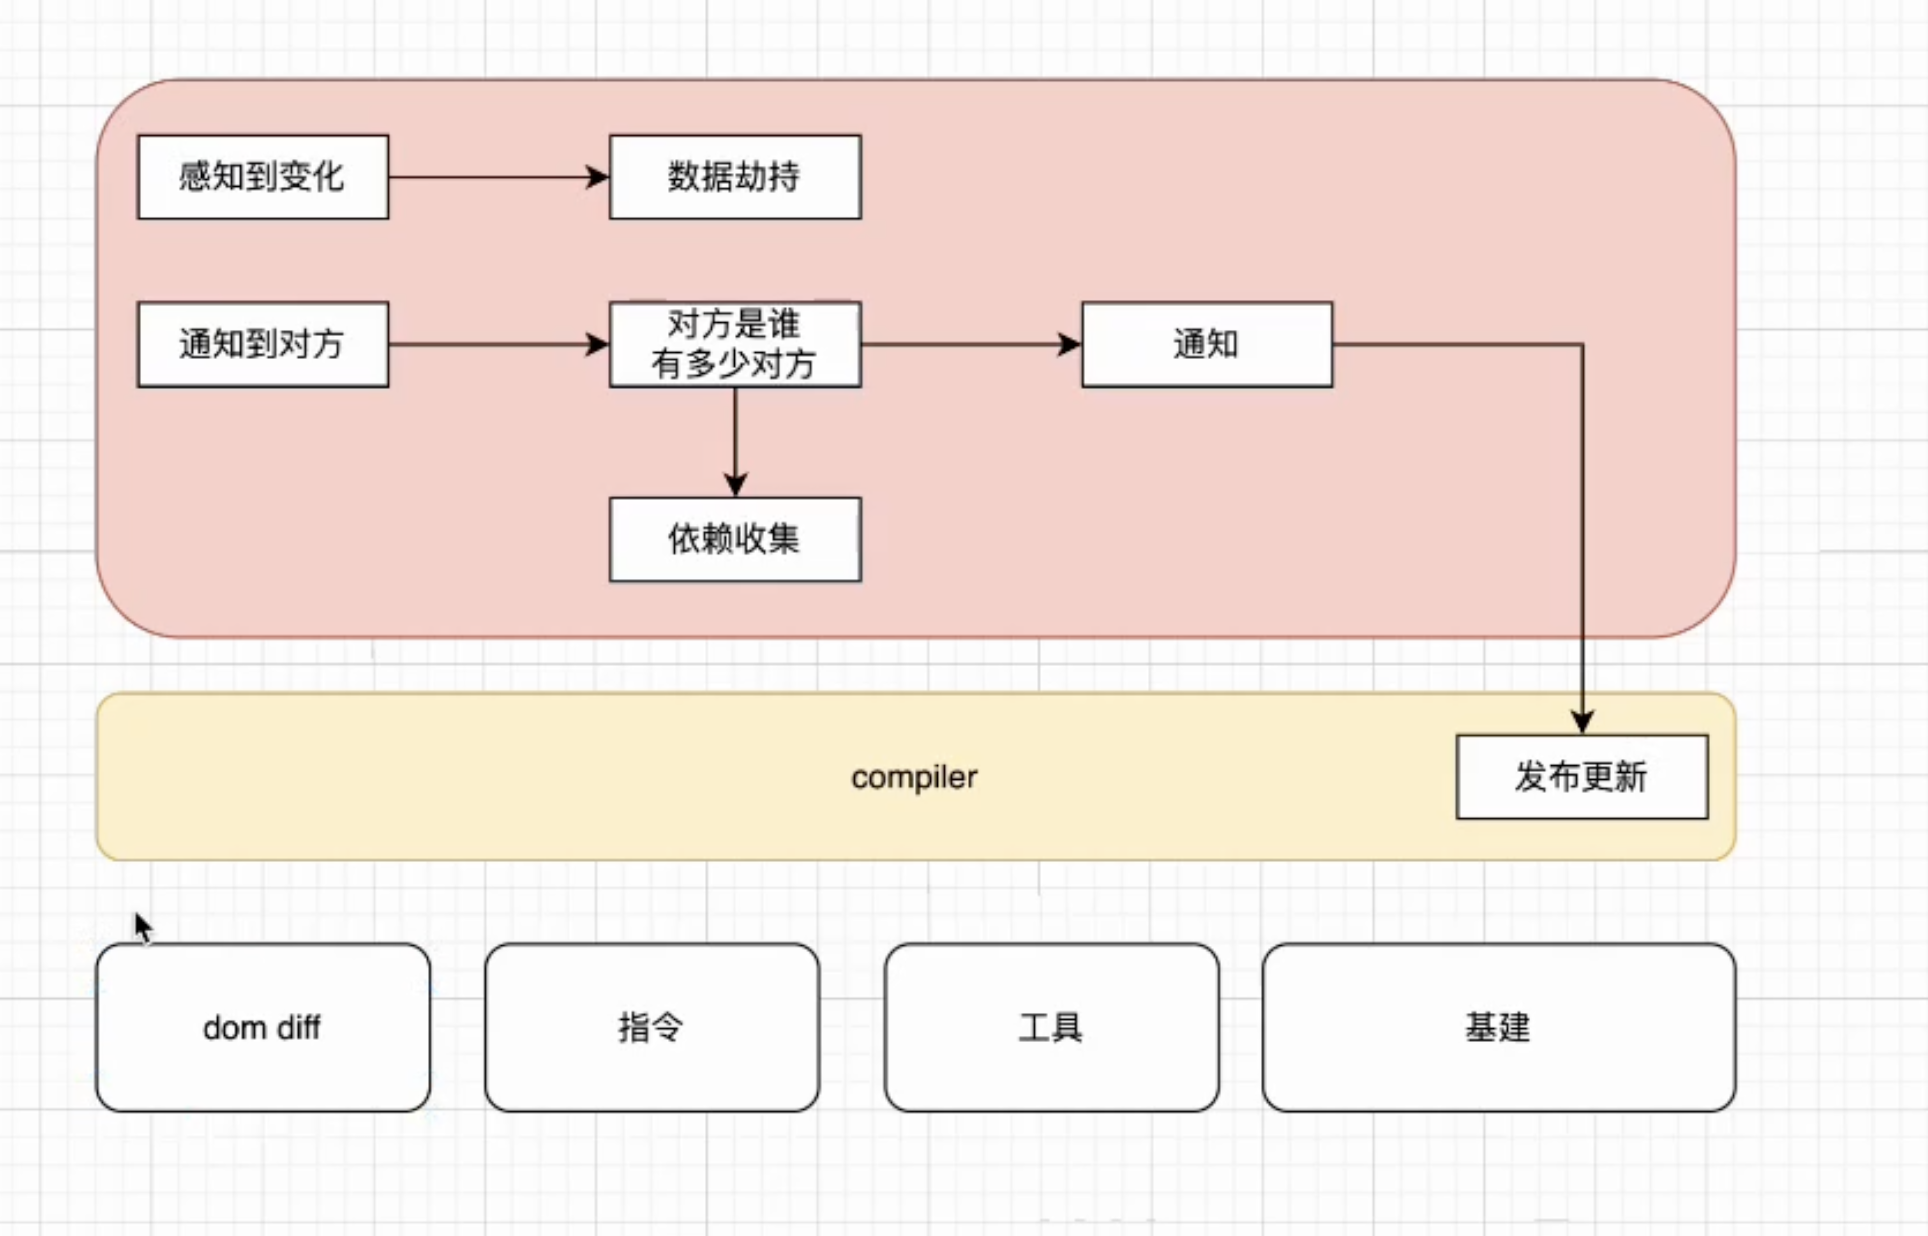 感知到变化
数据劫持
通知到对方
对方是谁
有多少对方
通知
依赖收集
compiler
发布更新
dom diff
指令
工具
基建